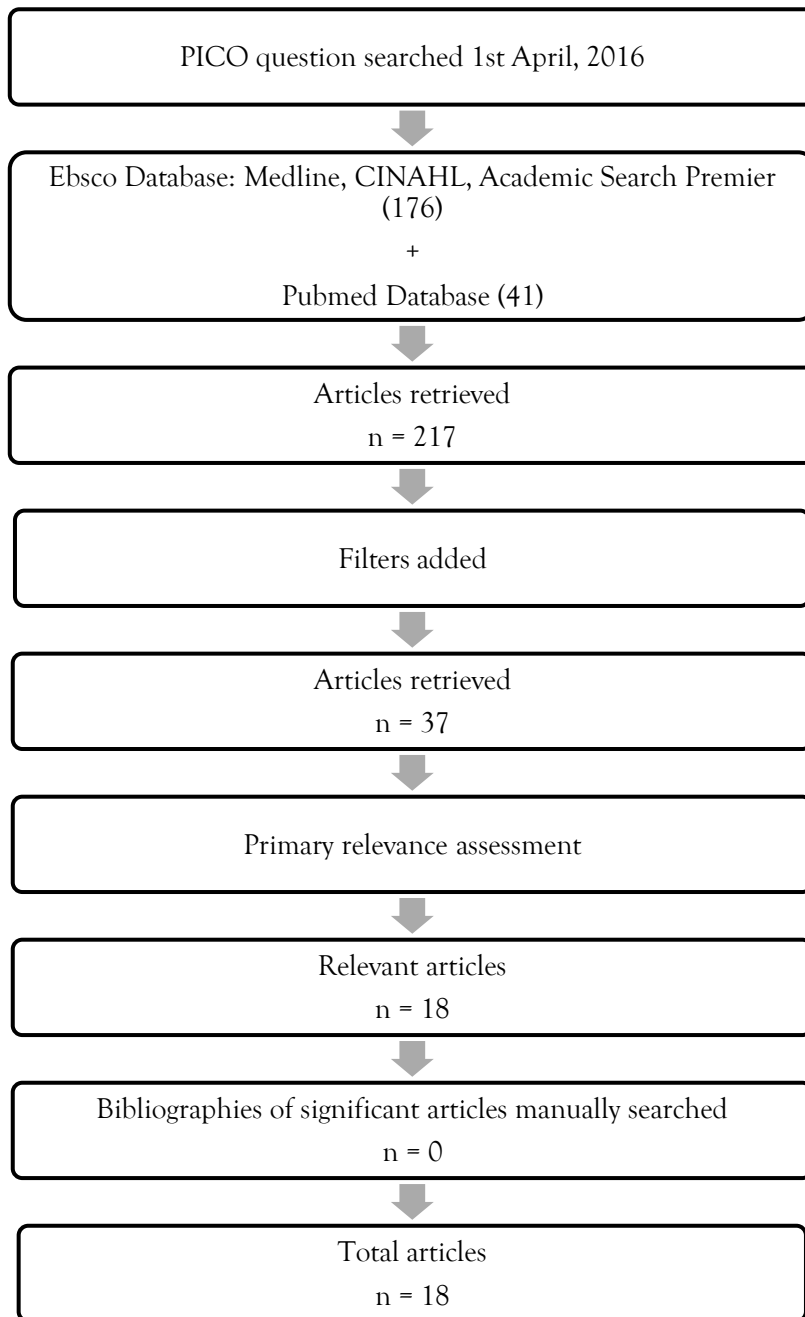 PICO question searched 1st April, 2016
Ebsco Database: Medline, CINAHL, Academic Search Premier
(176)
+
Pubmed Database (41)
Articles retrieved
n = 217
Filters added
Articles retrieved
n = 37
Primary relevance assessment
Relevant articles
n = 18
Bibliographies of significant articles manually searched
n = 0
Total articles
n = 18